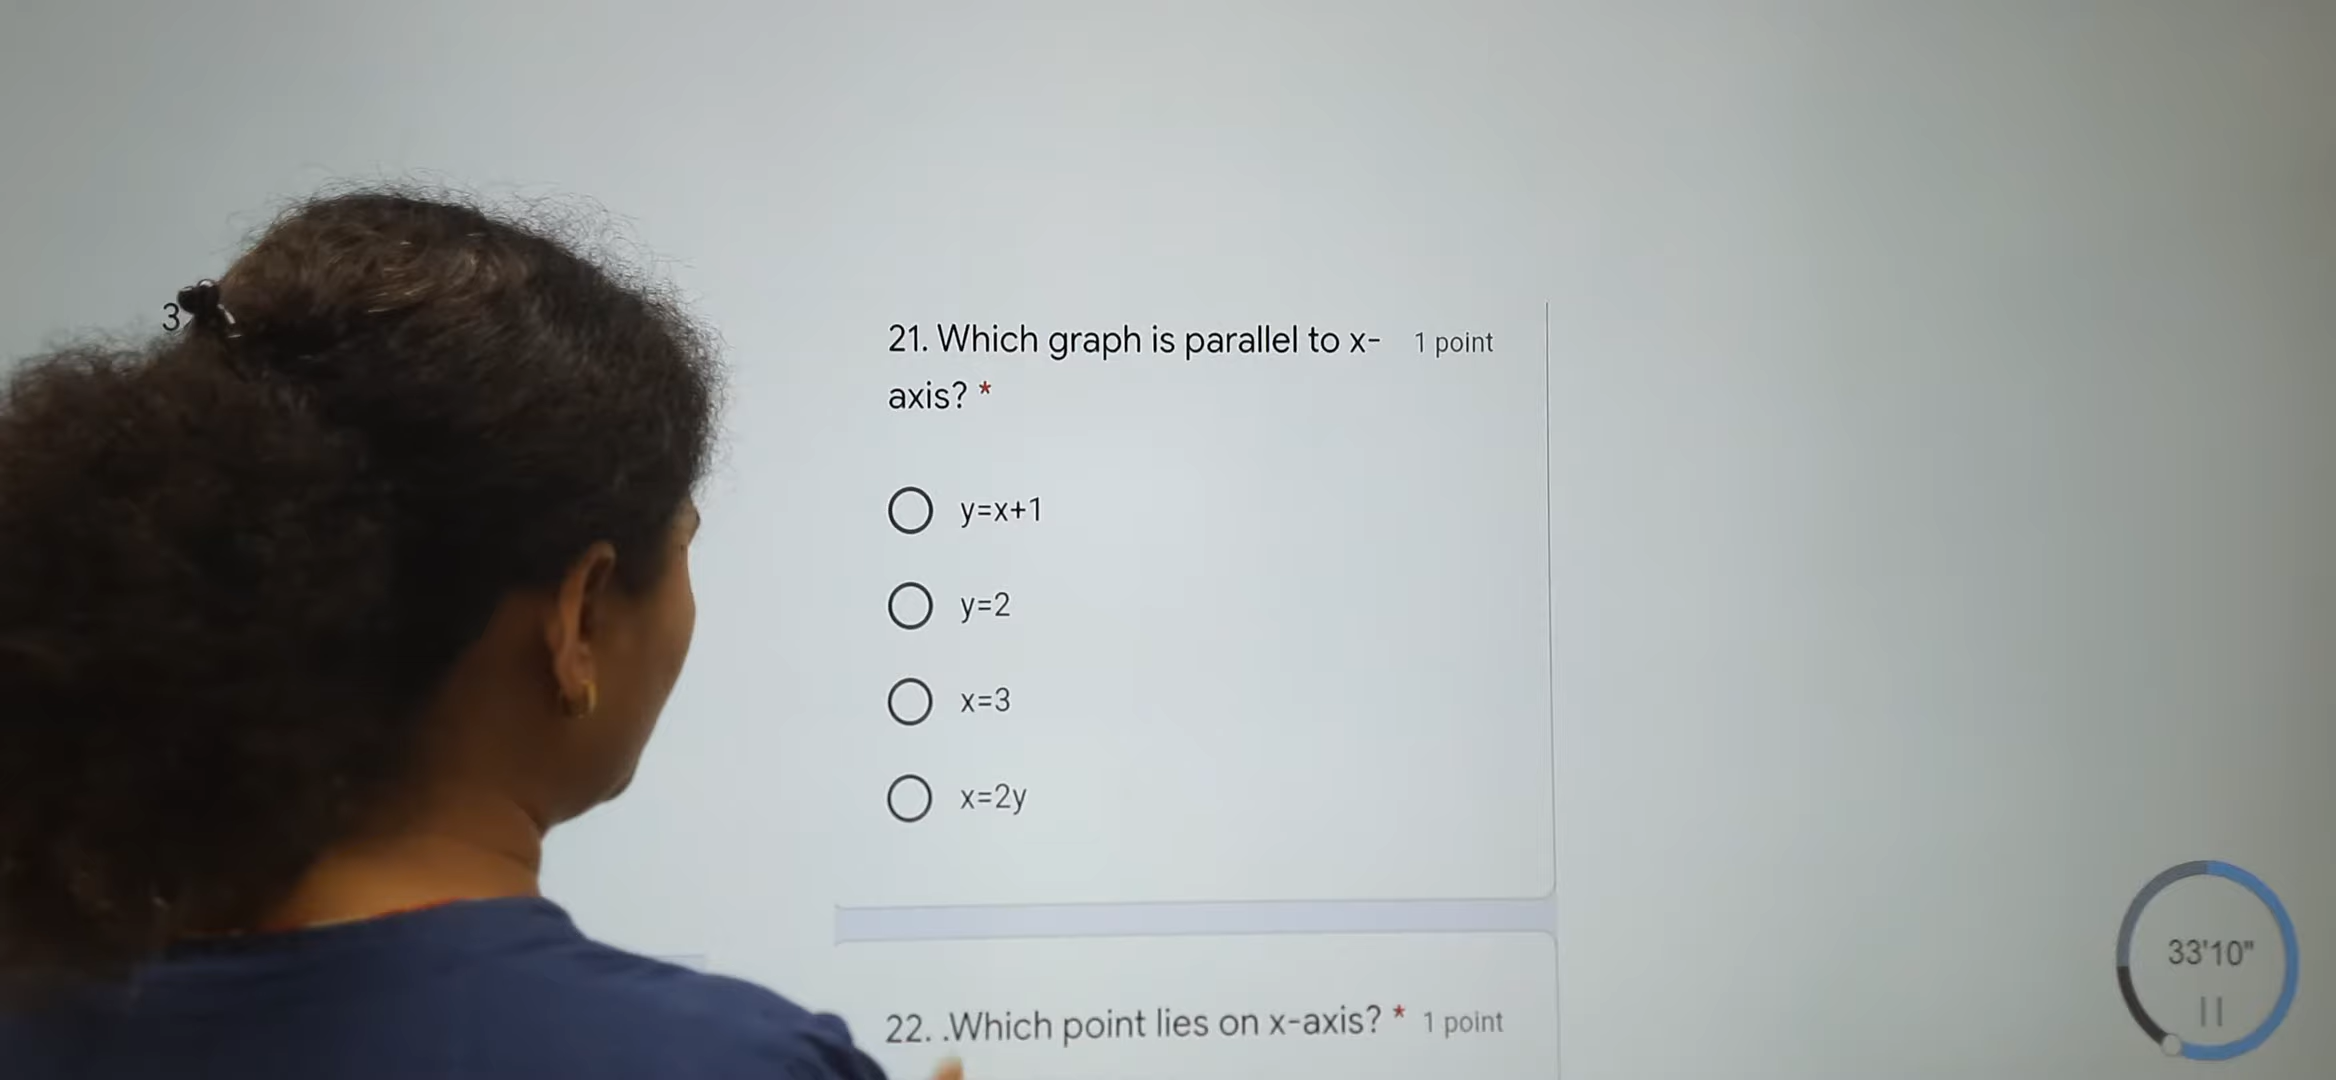 3
21. Which graph is parallel to x- 1 point
axis? *
y=x+1
y=2
x=3
x=2y
22. .Which point lies on x-axis? * 1 point
33'10"